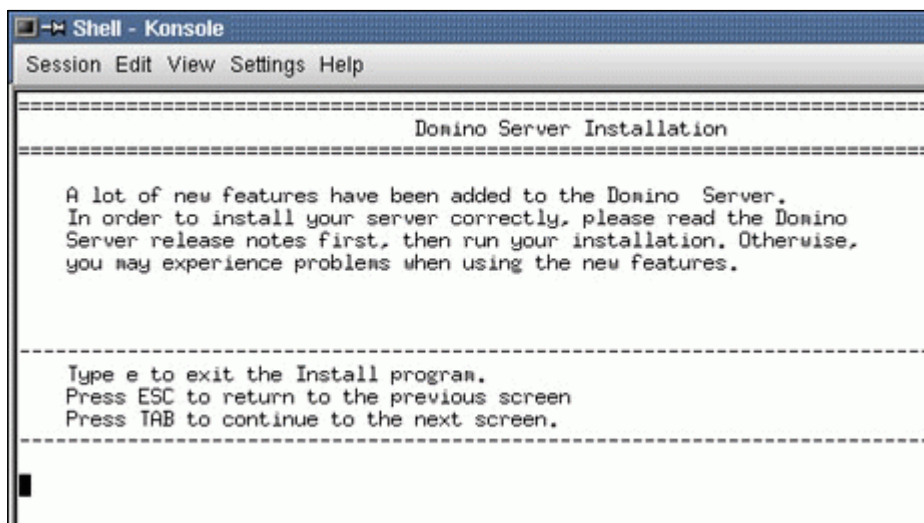 Shell - Konsole
Session Edit View Settings Help
================================================================================
Domino Server Installation
================================================================================
A lot of new features have been added to the Domino  Server.
In order to install your server correctly, please read the Domino
Server release notes first, then run your installation. Otherwise,
you may experience problems when using the new features.
--------------------------------------------------------------------------------
Type e to exit the Install program.
Press ESC to return to the previous screen
Press TAB to continue to the next screen.
--------------------------------------------------------------------------------